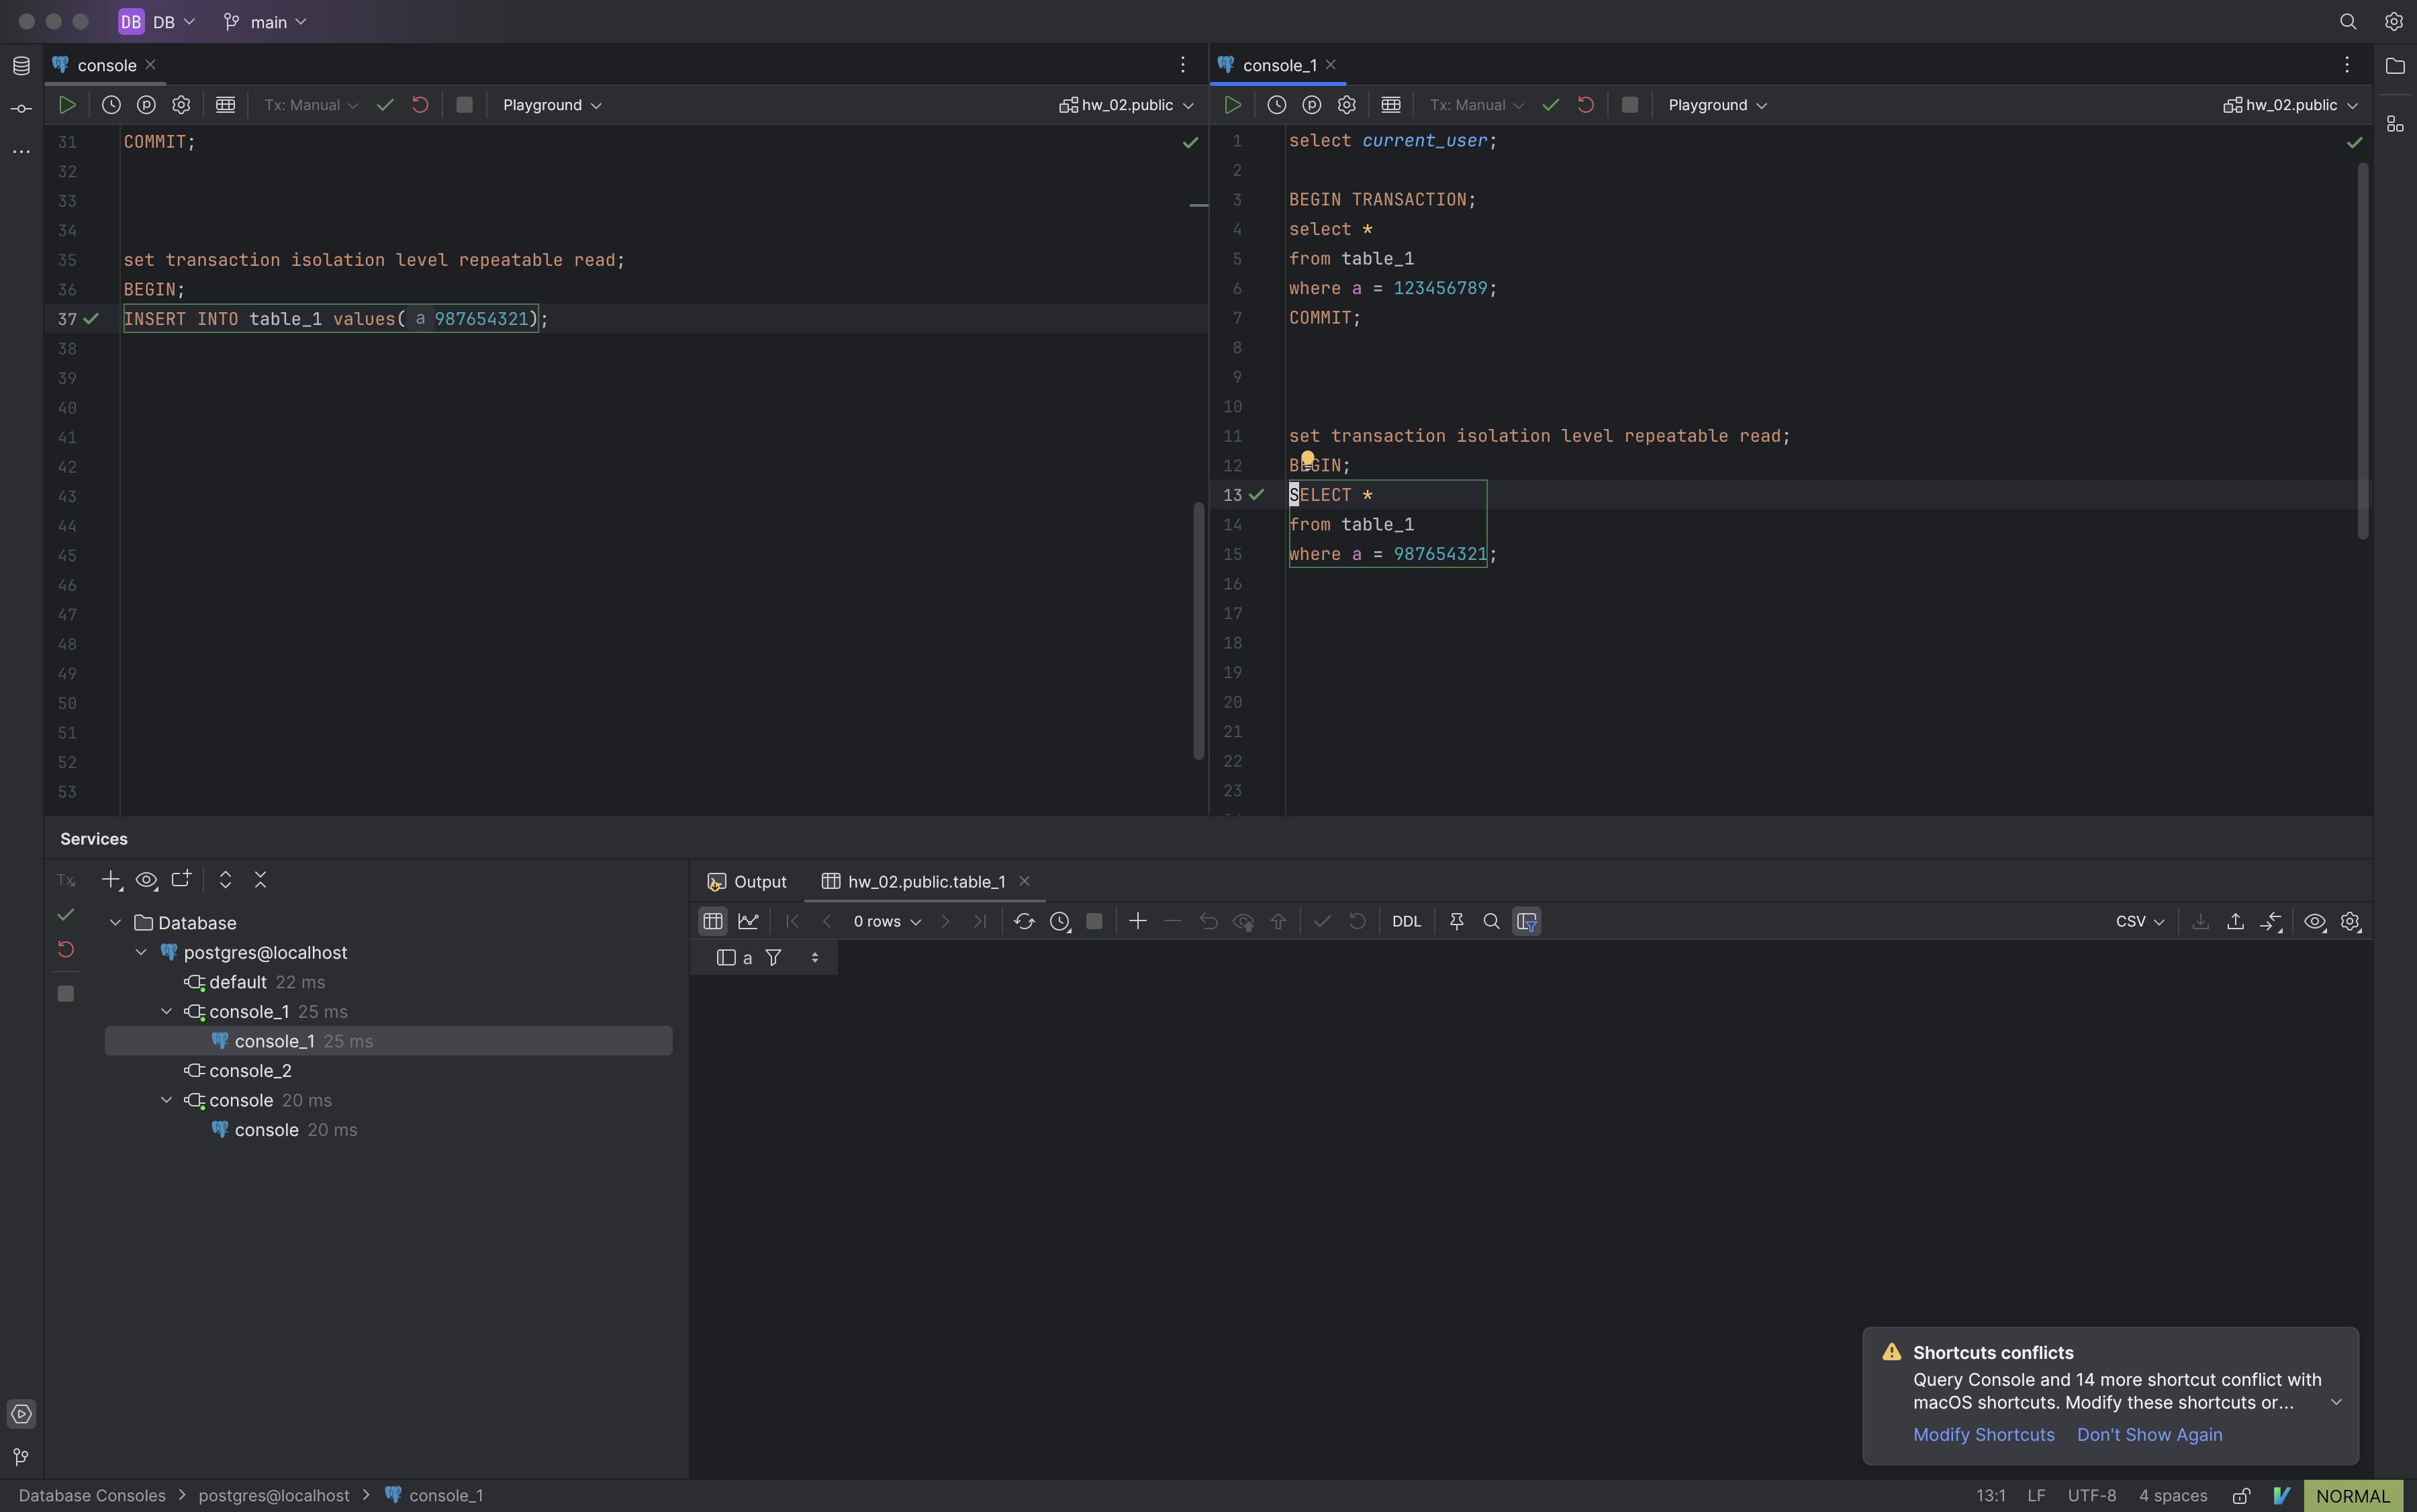 DB DB main
console
Tx: Manual Playground hw_02.public
31 COMMIT;
32
33
34
35 set transaction isolation level repeatable read;
36 BEGIN;
37 INSERT INTO table_1 values( a 987654321);
38
39
40
41
42
43
44
45
46
47
48
49
50
51
52
53
console_1
Tx: Manual Playground hw_02.public
1 select current_user;
2
3 BEGIN TRANSACTION;
4 select *
5 from table_1
6 where a = 123456789;
7 COMMIT;
8
9
10
11 set transaction isolation level repeatable read;
12 BEGIN;
13 SELECT *
14 from table_1
15 where a = 987654321;
16
17
18
19
20
21
22
23
Services
Tx
Database
postgres@localhost
default 22 ms
console_1 25 ms
console_1 25 ms
console_2
console 20 ms
console 20 ms
Output hw_02.public.table_1
0 rows DDL CSV
a
Shortcuts conflicts
Query Console and 14 more shortcut conflict with
macOS shortcuts. Modify these shortcuts or...
Modify Shortcuts Don't Show Again
Database Consoles > postgres@localhost > console_1
13:1 LF UTF-8 4 spaces NORMAL